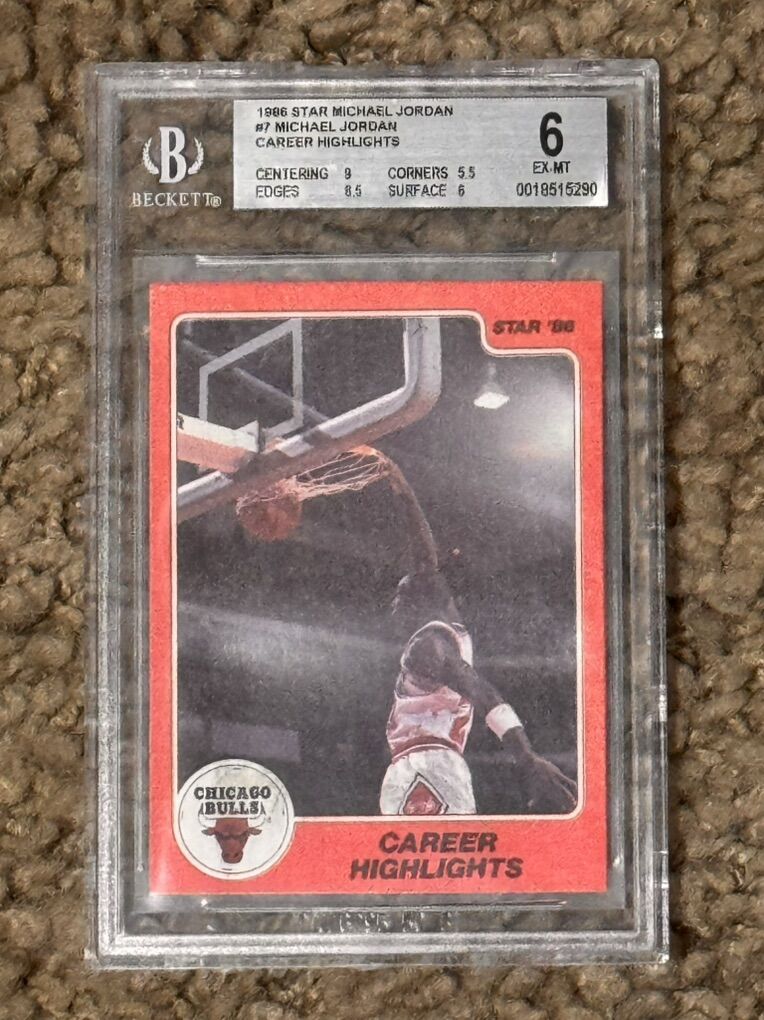 1986 STAR MICHAEL JORDAN
#7 MICHAEL JORDAN
CAREER HIGHLIGHTS
CENTERING 9 CORNERS 5.5
EDGES 8.5 SURFACE 6
6
EX-MT
0018515290
B
BECKETT®
STAR '86
CHICAGO
BULLS
CAREER
HIGHLIGHTS